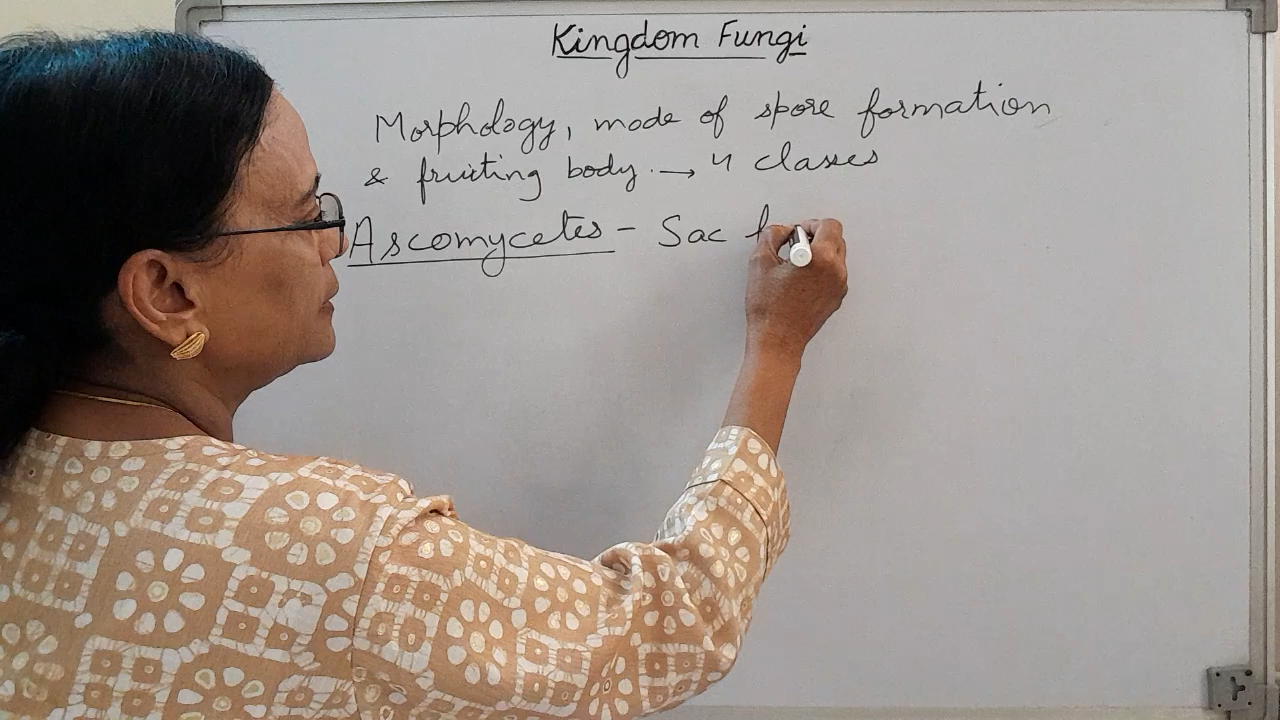 Kingdom Fungi
Morphology, mode of spore formation
& fruiting body. → 4 classes
Ascomycetes - Sac